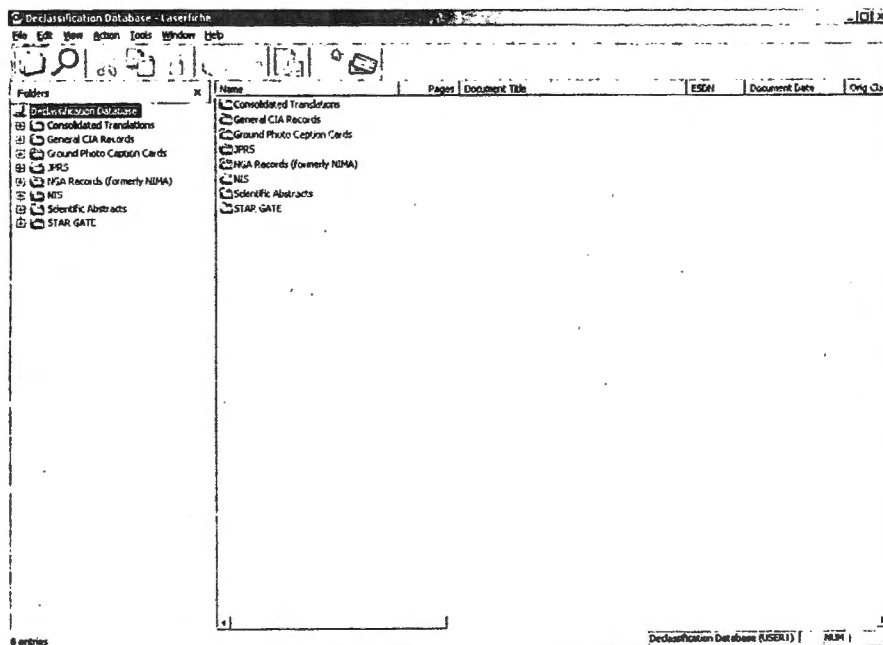 Declassification Database - Laserfiche
File Edit View Action Tools Window Help
Folders x
Name Pages Document Title ESDN Document Date Orig Cla
Declassification Database
Consolidated Translations
General CIA Records
Ground Photo Caption Cards
JPRS
NGA Records (formerly NIMA)
NIS
Scientific Abstracts
STAR GATE
Consolidated Translations
General CIA Records
Ground Photo Caption Cards
JPRS
NGA Records (formerly NIMA)
NIS
Scientific Abstracts
STAR GATE
entries
Declassification Database (USER1) NUM